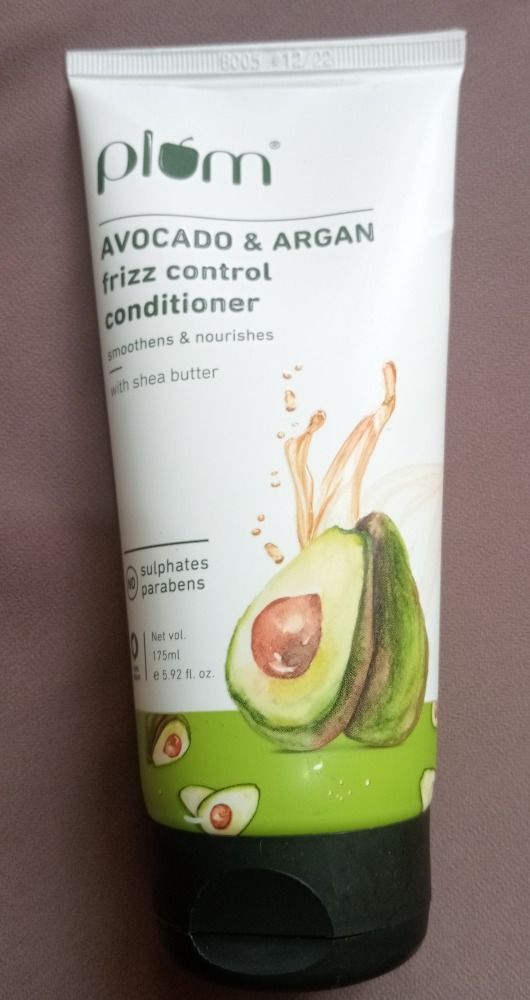 plum®
AVOCADO & ARGAN
frizz control
conditioner
smoothens & nourishes
with shea butter
NO
sulphates
parabens
Net vol.
175ml
e 5.92 fl. oz.